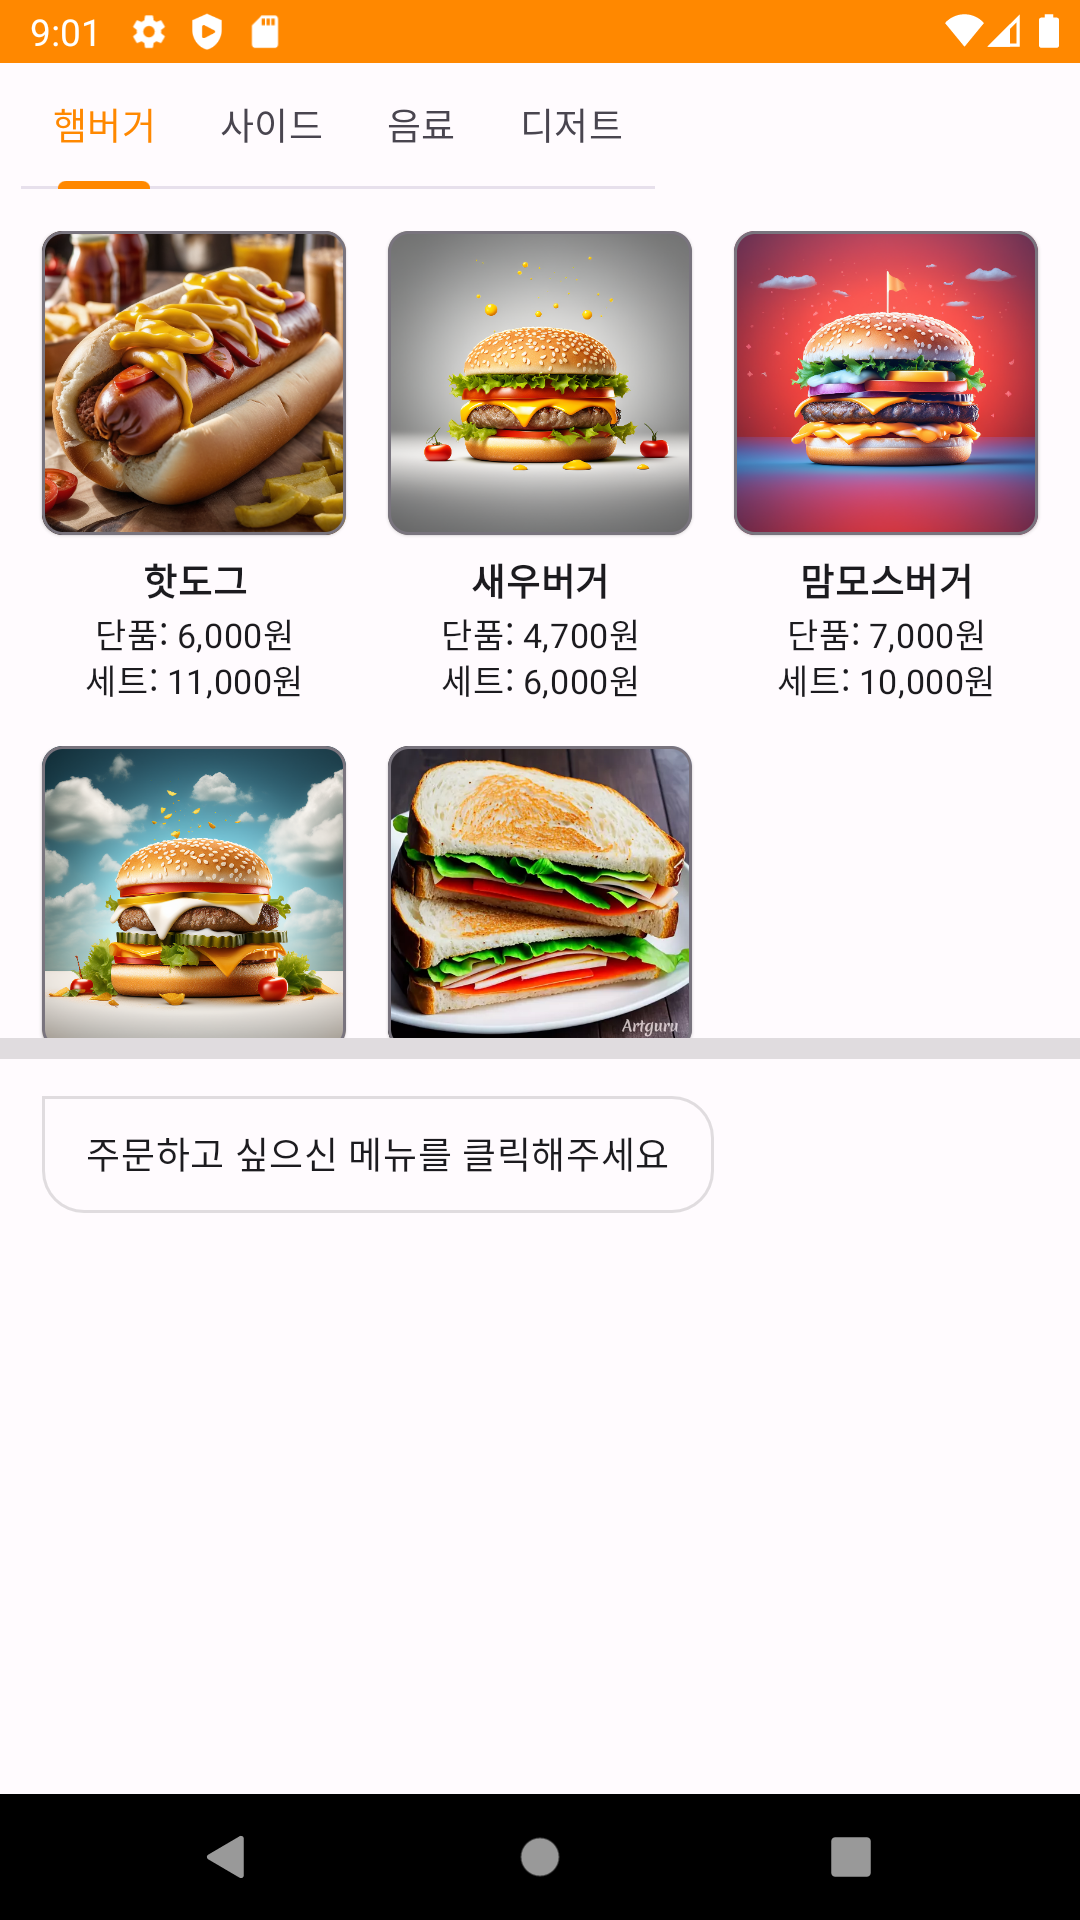 9:01
햄버거 사이드 음료 디저트
핫도그 새우버거 맘모스버거
단품: 6,000원 단품: 4,700원 단품: 7,000원
세트: 11,000원 세트: 6,000원 세트: 10,000원
Artguru
주문하고 싶으신 메뉴를 클릭해주세요